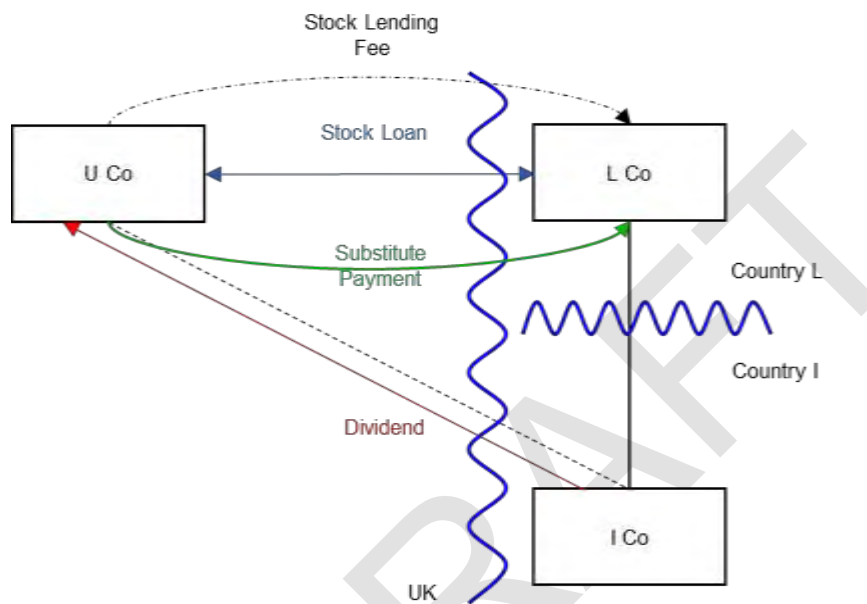 Stock Lending
Fee
U Co
Stock Loan
L Co
Substitute
Payment
Country L
Country I
Dividend
I Co
UK
DRAFT